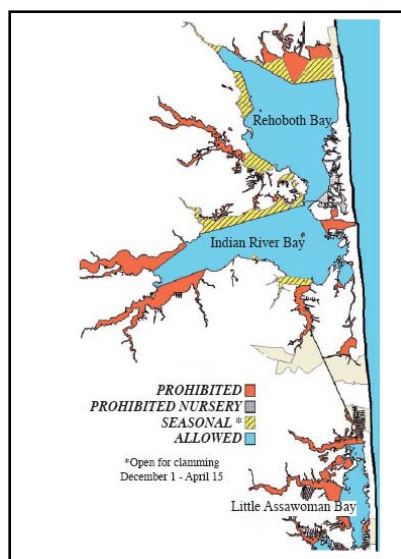 Rehoboth Bay
Indian River Bay
PROHIBITED
PROHIBITED NURSERY
SEASONAL *
ALLOWED
*Open for clamming
December 1 - April 15
Little Assawoman Bay